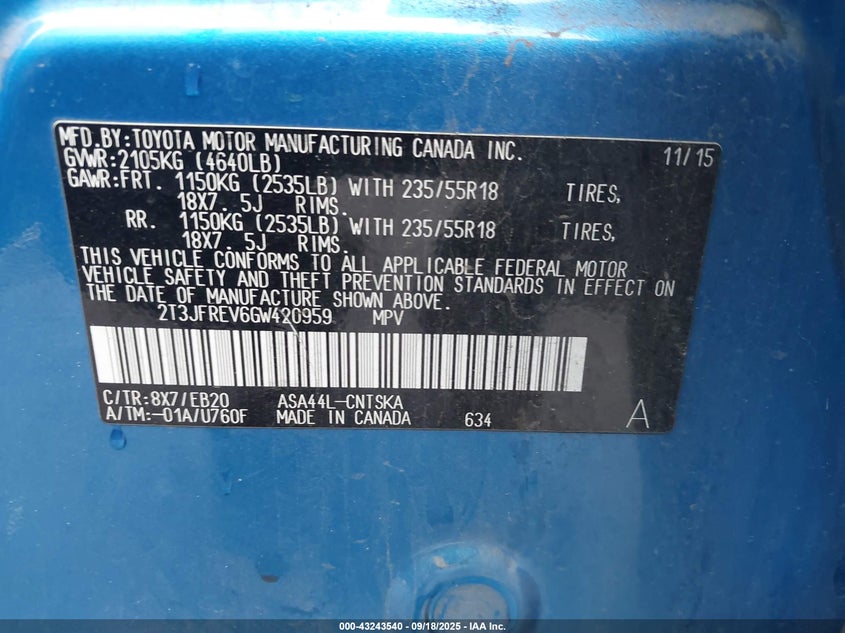 MFD.BY:TOYOTA MOTOR MANUFACTURING CANADA INC. 11/15
GVWR:2105KG (4640LB)
GAWR:FRT. 1150KG (2535LB) WITH 235/55R18 TIRES,
18X7.5J RIMS.
RR. 1150KG (2535LB) WITH 235/55R18 TIRES,
18X7.5J RIMS.
THIS VEHICLE CONFORMS TO ALL APPLICABLE FEDERAL MOTOR
VEHICLE SAFETY AND THEFT PREVENTION STANDARDS IN EFFECT ON
THE DATE OF MANUFACTURE SHOWN ABOVE.
2T3JFREV6GW420959 MPV
C/TR:8X7/EB20 ASA44L-CNTSKA
A/TM:-01A/U760F MADE IN CANADA 634 A
000-43243540 - 09/18/2025 - IAA Inc.